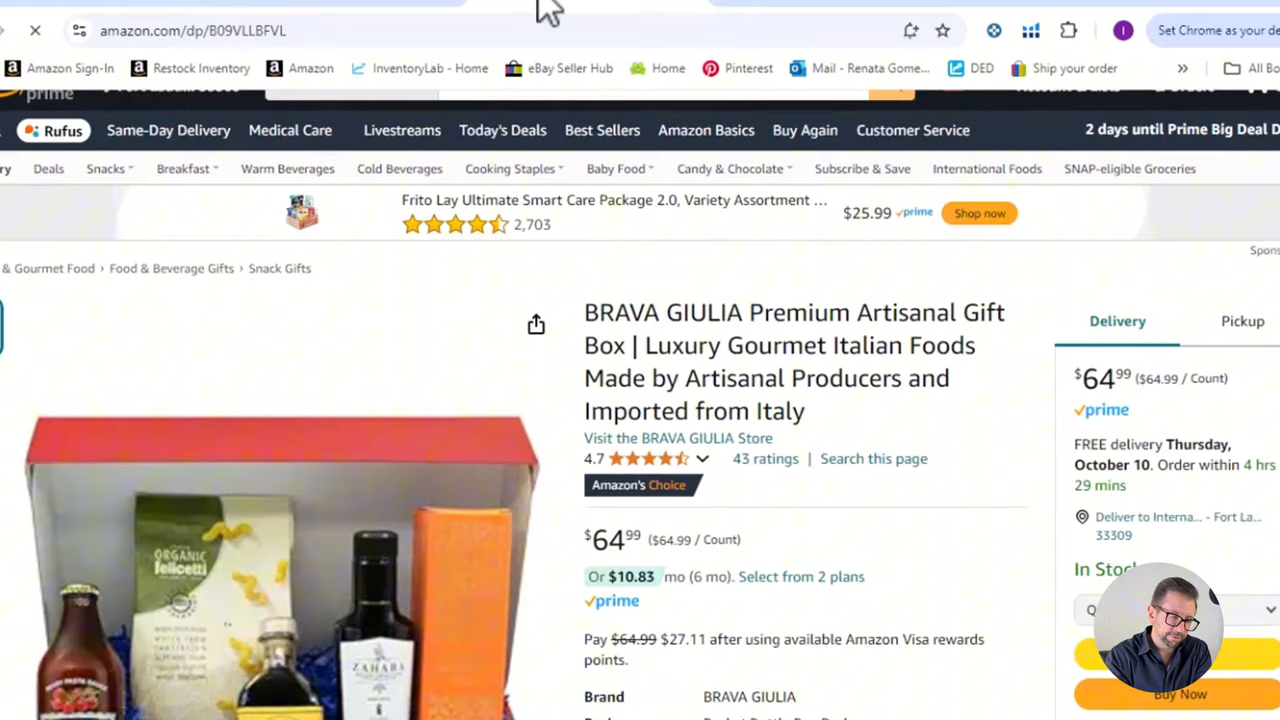 amazon.com/dp/B09VLLBFVL
I
Set Chrome as your de
Amazon Sign-In
Restock Inventory
Amazon
InventoryLab - Home
eBay Seller Hub
Home
Pinterest
Mail - Renata Gome...
DED
Ship your order
»
All Bo
prime
Rufus
Same-Day Delivery
Medical Care
Livestreams
Today's Deals
Best Sellers
Amazon Basics
Buy Again
Customer Service
2 days until Prime Big Deal D
ry
Deals
Snacks
Breakfast
Warm Beverages
Cold Beverages
Cooking Staples
Baby Food
Candy & Chocolate
Subscribe & Save
International Foods
SNAP-eligible Groceries
Frito Lay Ultimate Smart Care Package 2.0, Variety Assortment ...
2,703
$25.99 prime
Shop now
Spons
& Gourmet Food › Food & Beverage Gifts › Snack Gifts
BRAVA GIULIA Premium Artisanal Gift
Box | Luxury Gourmet Italian Foods
Made by Artisanal Producers and
Imported from Italy
Visit the BRAVA GIULIA Store
4.7
43 ratings | Search this page
Amazon's Choice
$64.99 ($64.99 / Count)
Or $10.83 /mo (6 mo). Select from 2 plans
prime
Pay $64.99 $27.11 after using available Amazon Visa rewards
points.
Brand BRAVA GIULIA
Delivery
Pickup
$64.99 ($64.99 / Count)
prime
FREE delivery Thursday,
October 10. Order within 4 hrs
29 mins
Deliver to Interna... - Fort La...
33309
In Stoc
Q
Buy Now
ORGANIC
felicetti
ZAHARA